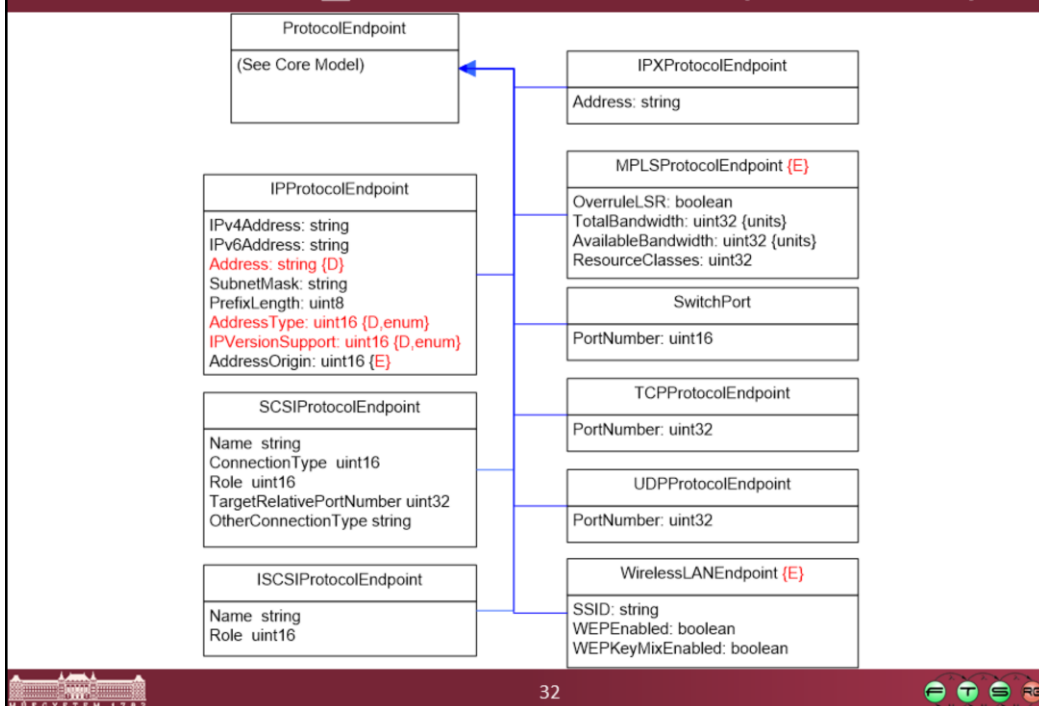 ProtocolEndpoint
(See Core Model)
IPProtocolEndpoint
IPv4Address: string
IPv6Address: string
Address: string {D}
SubnetMask: string
PrefixLength: uint8
AddressType: uint16 {D,enum}
IPVersionSupport: uint16 {D,enum}
AddressOrigin: uint16 {E}
SCSIProtocolEndpoint
Name string
ConnectionType uint16
Role uint16
TargetRelativePortNumber uint32
OtherConnectionType string
ISCSIProtocolEndpoint
Name string
Role uint16
IPXProtocolEndpoint
Address: string
MPLSProtocolEndpoint {E}
OverruleLSR: boolean
TotalBandwidth: uint32 {units}
AvailableBandwidth: uint32 {units}
ResourceClasses: uint32
SwitchPort
PortNumber: uint16
TCPProtocolEndpoint
PortNumber: uint32
UDPProtocolEndpoint
PortNumber: uint32
WirelessLANEndpoint {E}
SSID: string
WEPEnabled: boolean
WEPKeyMixEnabled: boolean
32
F T S RG